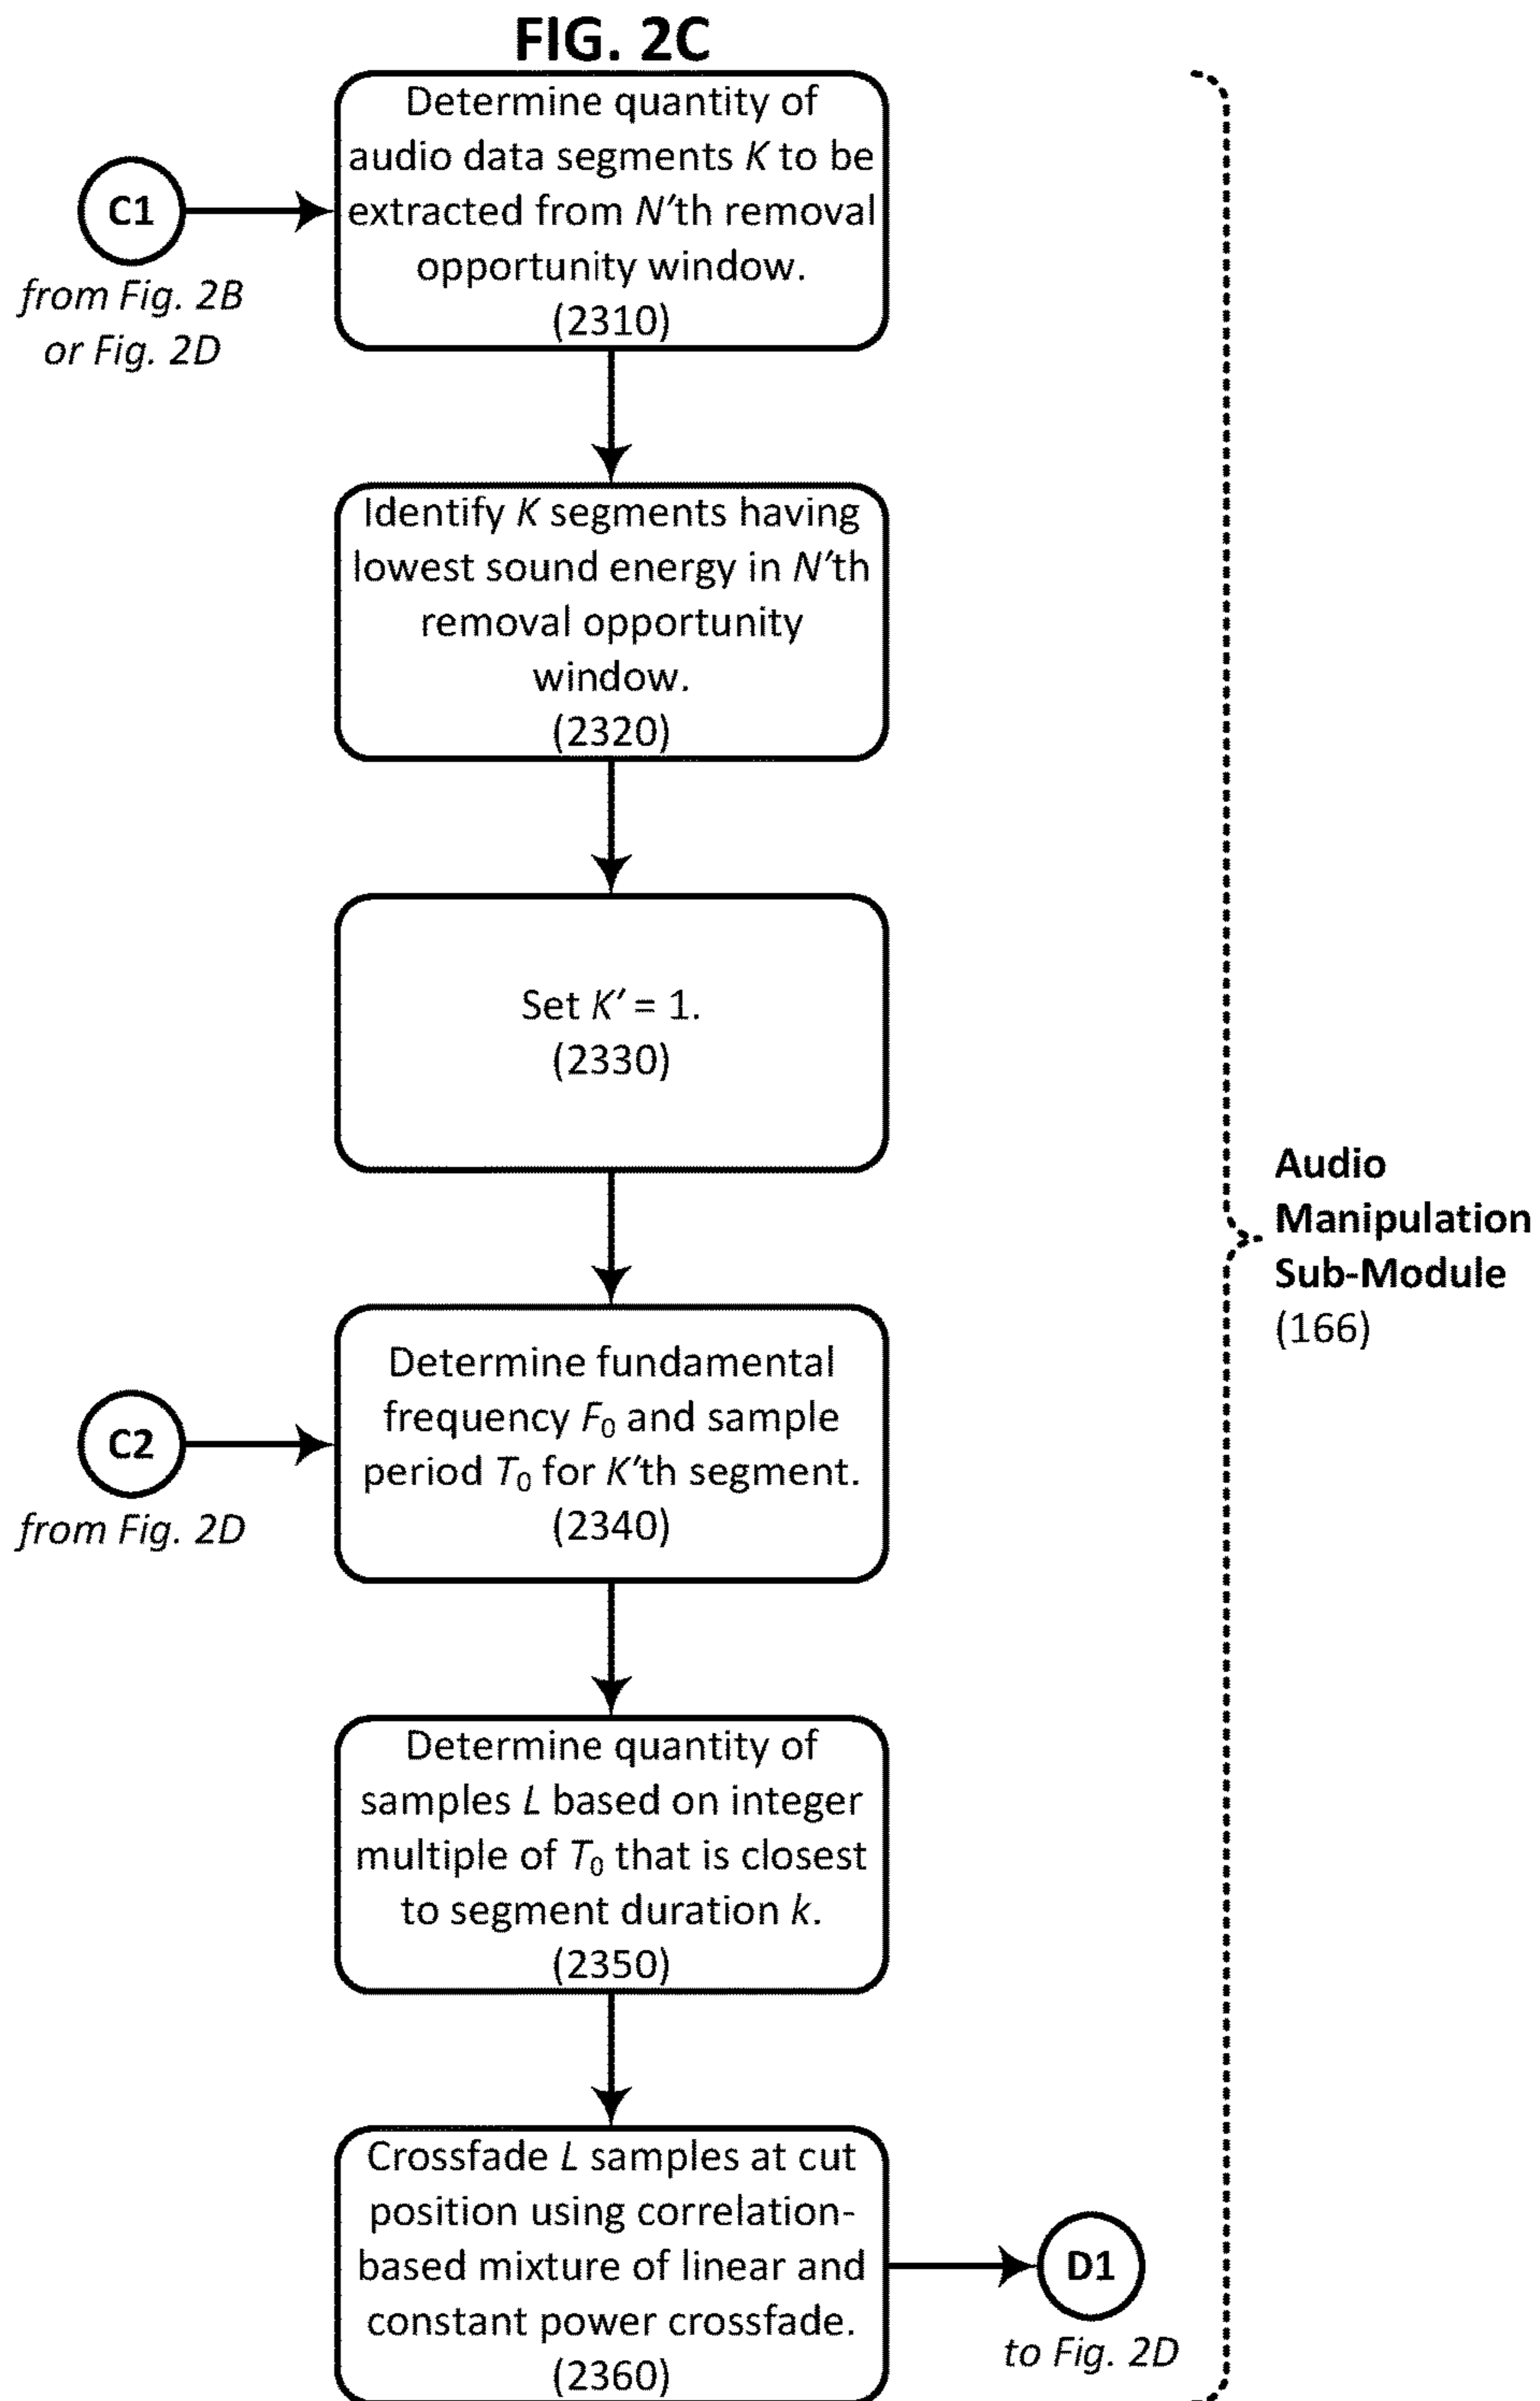 FIG. 2C
Determine quantity of
audio data segments K to be
extracted from N'th removal
opportunity window.
(2310)
C1
from Fig. 2B
or Fig. 2D
Identify K segments having
lowest sound energy in N'th
removal opportunity
window.
(2320)
Set K' = 1.
(2330)
Audio
Manipulation
Sub-Module
(166)
Determine fundamental
frequency F₀ and sample
period T₀ for K'th segment.
(2340)
C2
from Fig. 2D
Determine quantity of
samples L based on integer
multiple of T₀ that is closest
to segment duration k.
(2350)
Crossfade L samples at cut
position using correlation-
based mixture of linear and
constant power crossfade.
(2360)
D1
to Fig. 2D